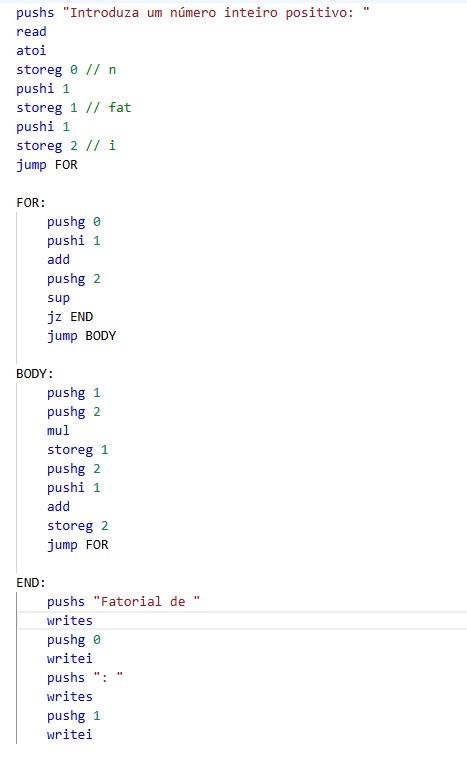 pushs "Introduza um número inteiro positivo: "
read
atoi
storeg 0 // n
pushi 1
storeg 1 // fat
pushi 1
storeg 2 // i
jump FOR

FOR:
    pushg 0
    pushi 1
    add
    pushg 2
    sup
    jz END
    jump BODY

BODY:
    pushg 1
    pushg 2
    mul
    storeg 1
    pushg 2
    pushi 1
    add
    storeg 2
    jump FOR

END:
    pushs "Fatorial de "
    writes
    pushg 0
    writei
    pushs ": "
    writes
    pushg 1
    writei